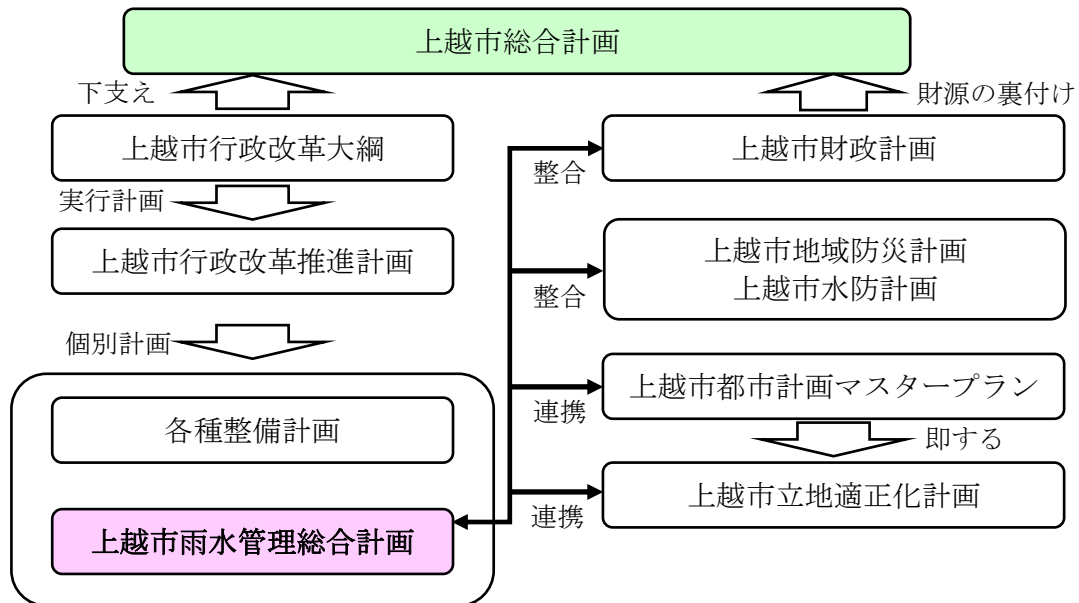 上越市総合計画
下支え
財源の裏付け
上越市行政改革大綱
上越市財政計画
整合
実行計画
上越市行政改革推進計画
上越市地域防災計画
上越市水防計画
整合
個別計画
上越市都市計画マスタープラン
連携
各種整備計画
即する
上越市立地適正化計画
連携
上越市雨水管理総合計画